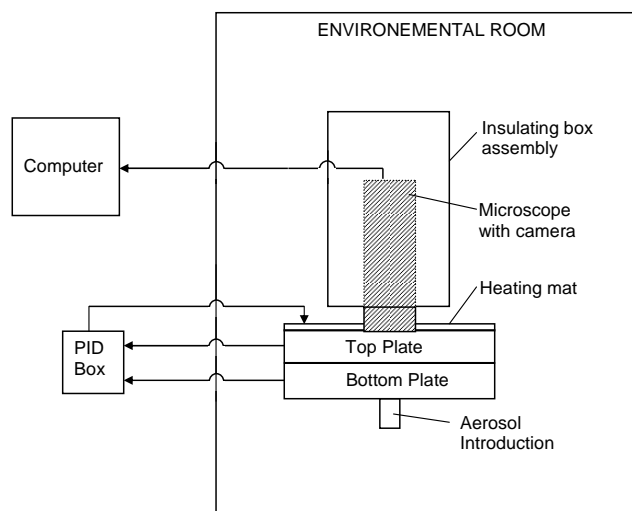 ENVIRONEMENTAL ROOM
Insulating box
assembly
Computer
Microscope
with camera
Heating mat
PID
Box
Top Plate
Bottom Plate
Aerosol
Introduction